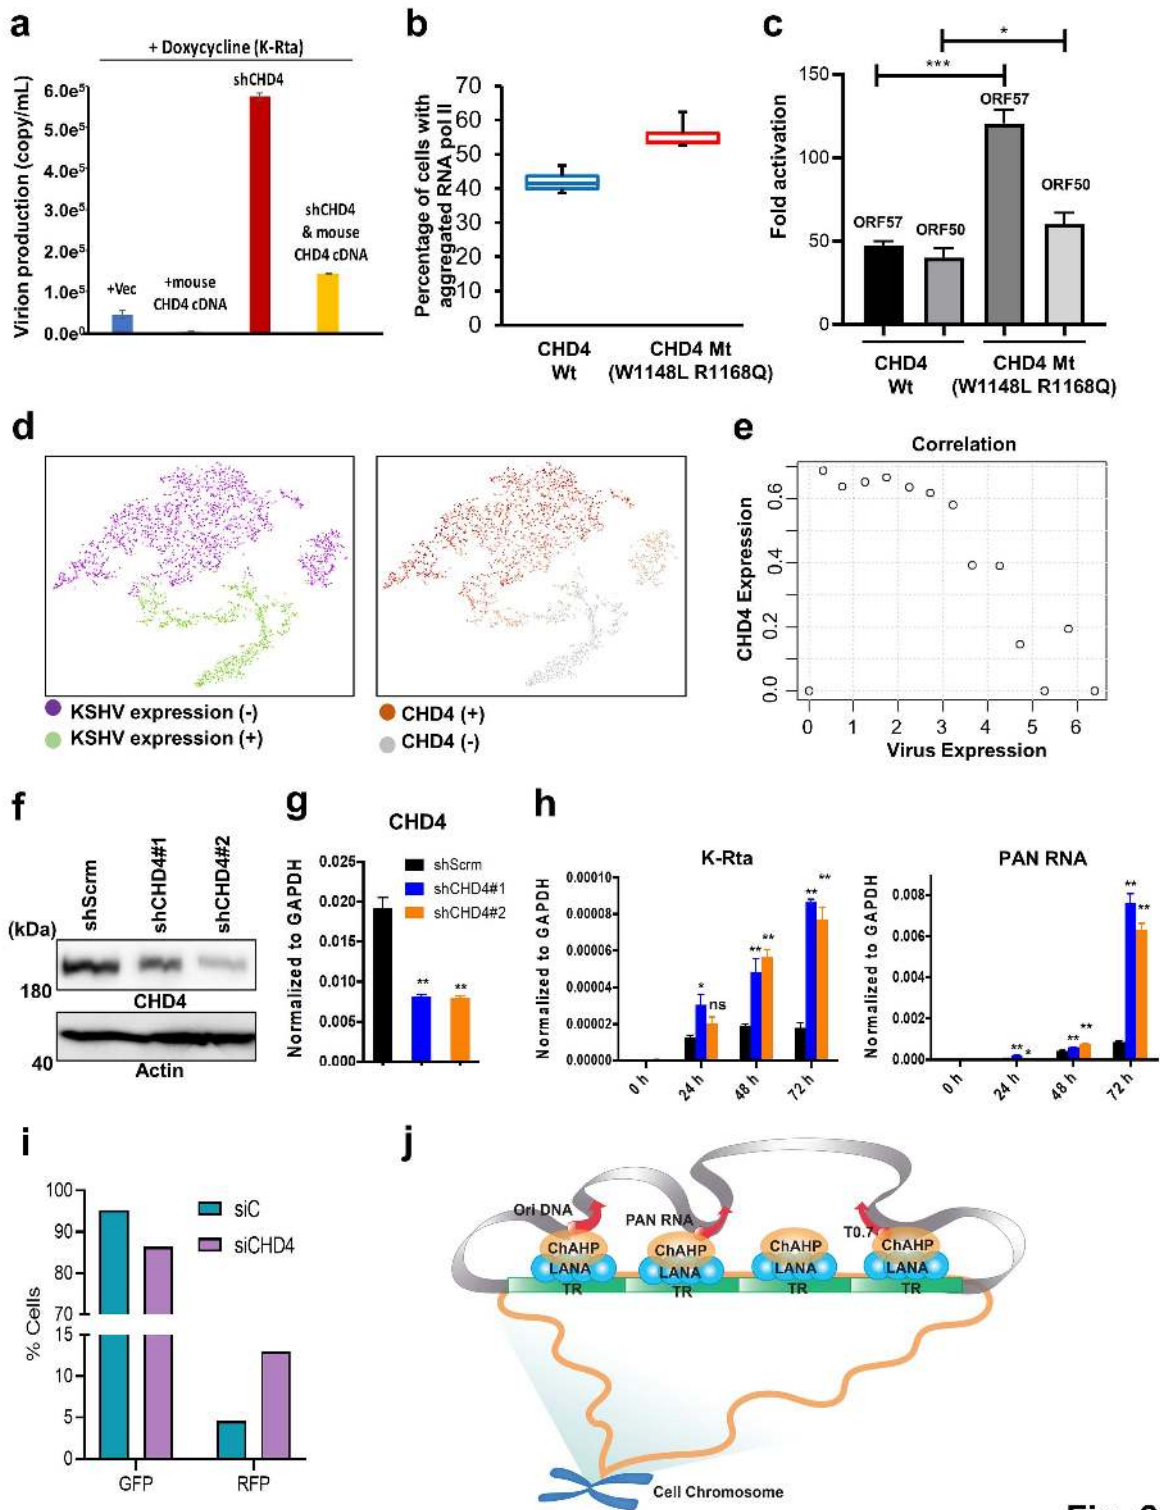 a
+ Doxycycline (K-Rta)
Virion production (copy/mL)
6.0e⁵
5.0e⁵
4.0e⁵
3.0e⁵
2.0e⁵
1.0e⁵
0.0e⁰
+Vec
+mouse
CHD4 cDNA
shCHD4
shCHD4
& mouse
CHD4 cDNA
b
Percentage of cells with
aggregated RNA pol II
70
60
50
40
30
20
10
0
CHD4
Wt
CHD4 Mt
(W1148L R1168Q)
c
Fold activation
150
100
50
0
***
*
ORF57
ORF50
ORF57
ORF50
CHD4
Wt
CHD4 Mt
(W1148L R1168Q)
d
KSHV expression (-)
KSHV expression (+)
CHD4 (+)
CHD4 (-)
e
Correlation
CHD4 Expression
0.6
0.4
0.2
0.0
0 1 2 3 4 5 6
Virus Expression
f
shScrm
shCHD4#1
shCHD4#2
(kDa)
180
CHD4
40
Actin
g
CHD4
Normalized to GAPDH
0.025
0.020
0.015
0.010
0.005
0.000
** **
shScrm
shCHD4#1
shCHD4#2
h
K-Rta
Normalized to GAPDH
0.00010
0.00008
0.00006
0.00004
0.00002
0.00000
* ns ** ** ** **
0 h 24 h 48 h 72 h
PAN RNA
Normalized to GAPDH
0.008
0.006
0.004
0.002
0.000
** * ** ** ** **
0 h 24 h 48 h 72 h
i
% Cells
100
90
80
70
15
10
5
0
siC
siCHD4
GFP RFP
j
Ori DNA
PAN RNA
T0.7
ChAHP ChAHP ChAHP ChAHP
LANA LANA LANA LANA
TR TR TR TR
Cell Chromosome